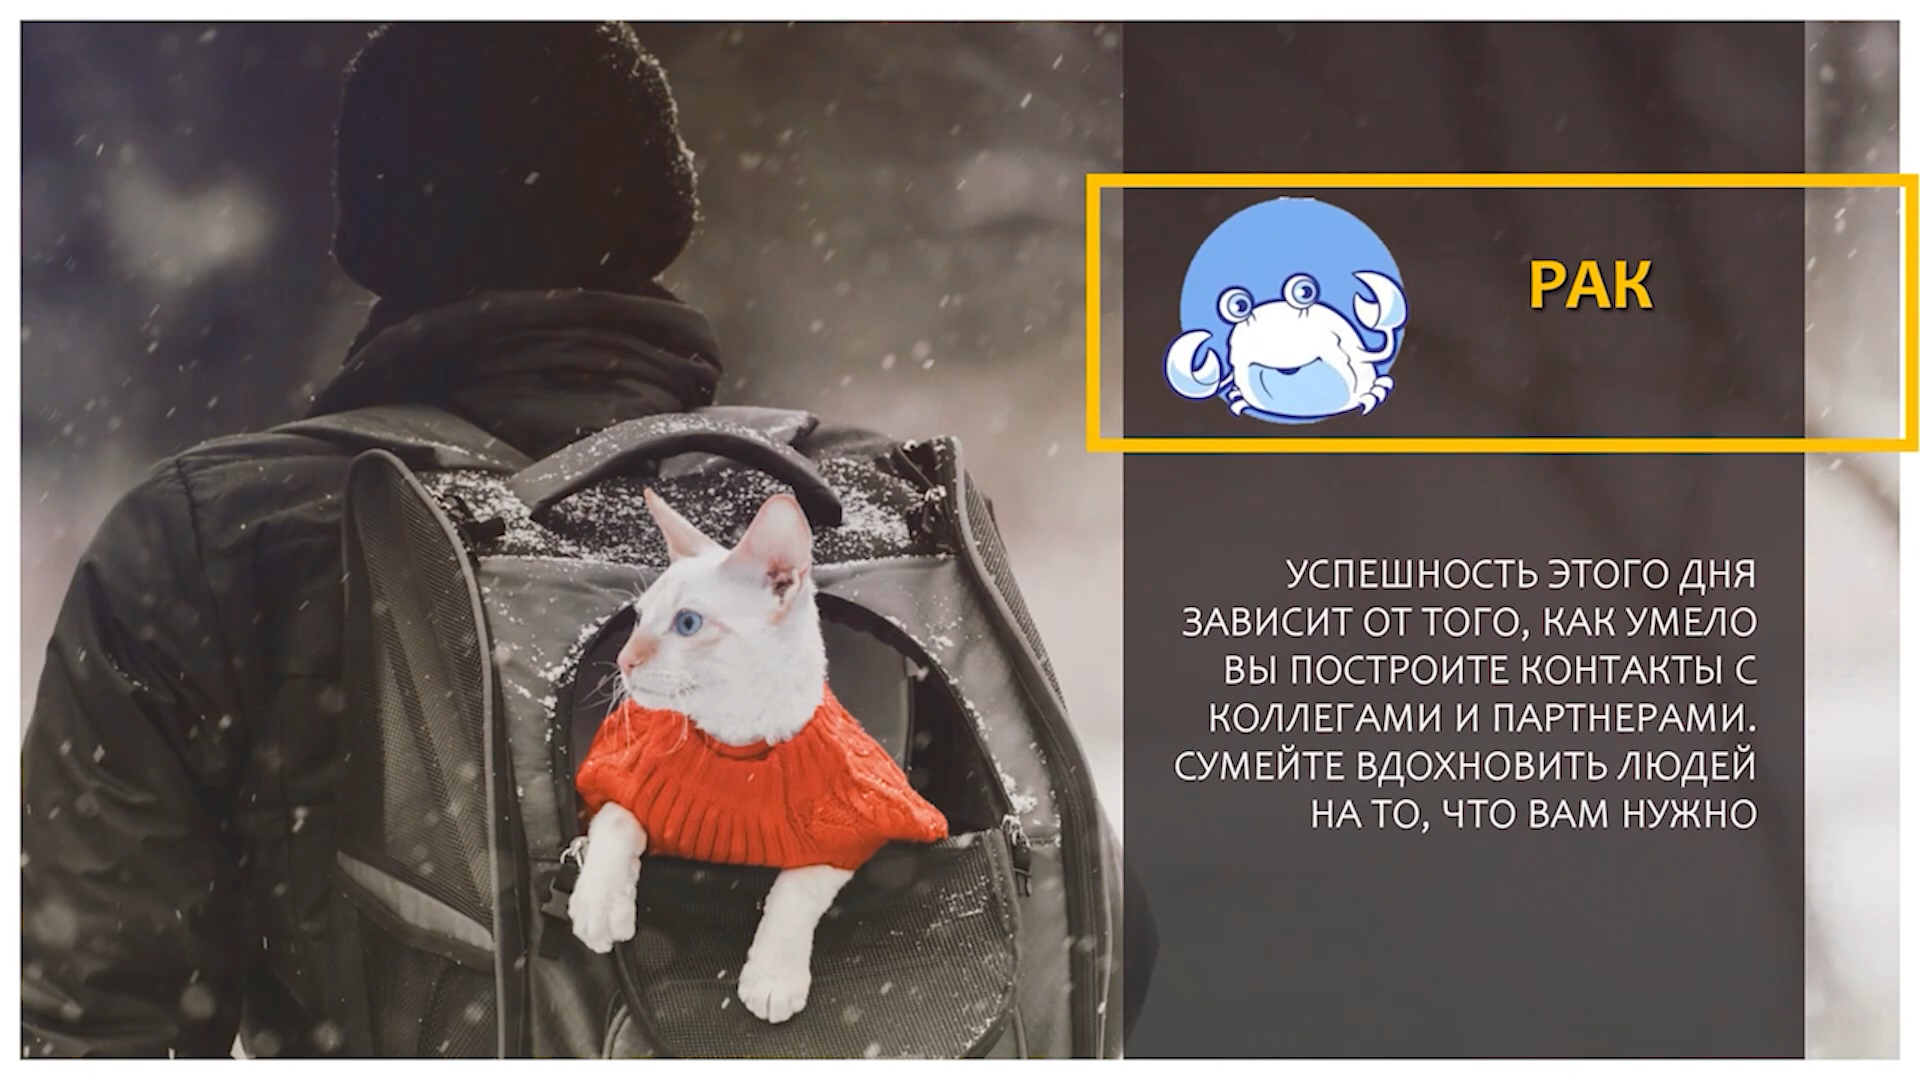 РАК
УСПЕШНОСТЬ ЭТОГО ДНЯ
ЗАВИСИТ ОТ ТОГО, КАК УМЕЛО
ВЫ ПОСТРОИТЕ КОНТАКТЫ С
КОЛЛЕГАМИ И ПАРТНЕРАМИ.
СУМЕЙТЕ ВДОХНОВИТЬ ЛЮДЕЙ
НА ТО, ЧТО ВАМ НУЖНО